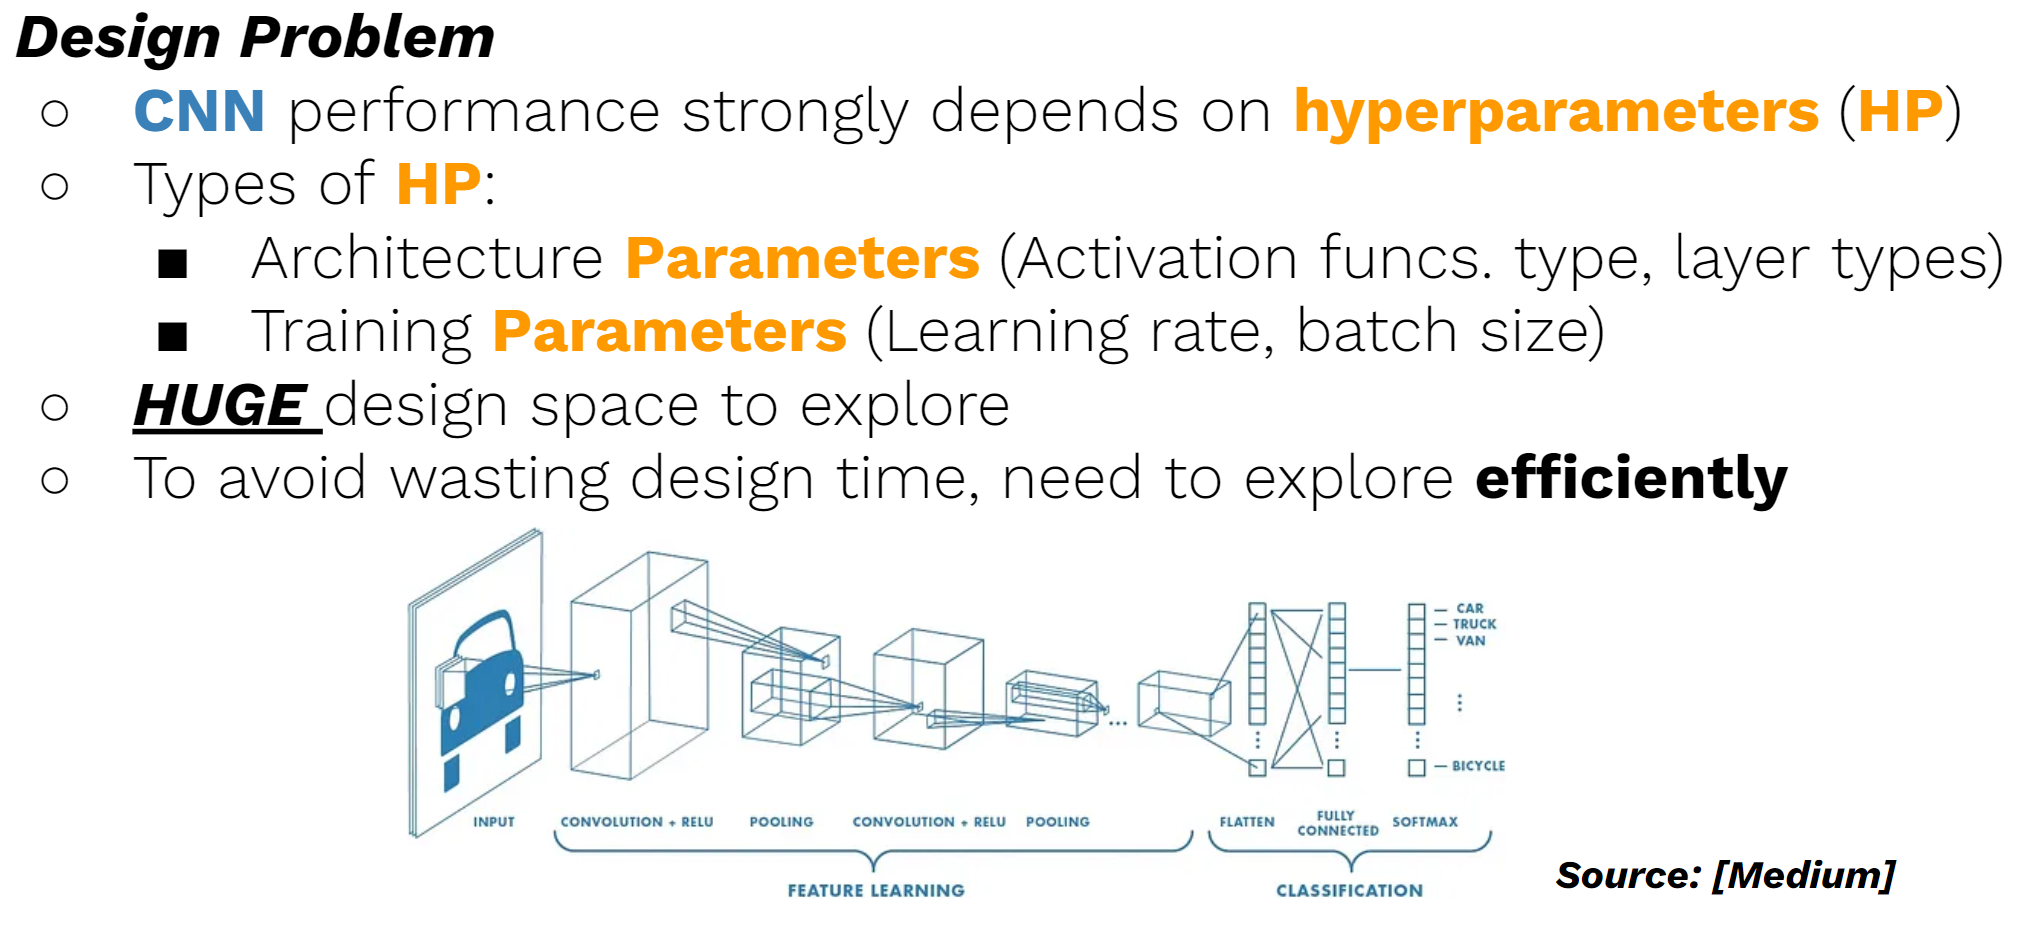 Design Problem
○ CNN performance strongly depends on hyperparameters (HP)
○ Types of HP:
■ Architecture Parameters (Activation funcs. type, layer types)
■ Training Parameters (Learning rate, batch size)
○ HUGE design space to explore
○ To avoid wasting design time, need to explore efficiently
— CAR
— TRUCK
— VAN
— BICYCLE
INPUT
CONVOLUTION + RELU
POOLING
CONVOLUTION + RELU
POOLING
FLATTEN
FULLY
CONNECTED
SOFTMAX
FEATURE LEARNING
CLASSIFICATION
Source: [Medium]